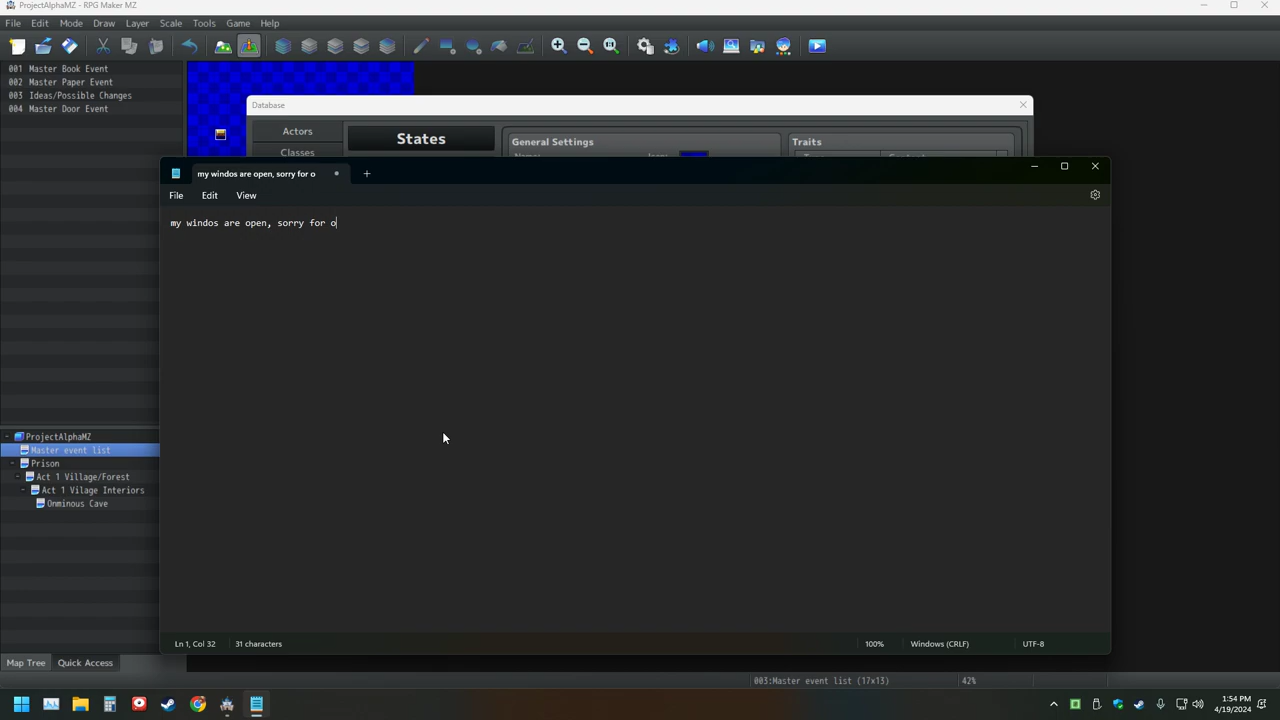 ProjectAlphaMZ - RPG Maker MZ
File Edit Mode Draw Layer Scale Tools Game Help
001 Master Book Event
002 Master Paper Event
003 Ideas/Possible Changes
004 Master Door Event
Database
Actors
Classes
States
General Settings
Traits
my windos are open, sorry for o
File Edit View
my windos are open, sorry for o
ProjectAlphaMZ
Master event list
Prison
Act 1 Village/Forest
Act 1 Vilage Interiors
Onminous Cave
Ln 1, Col 32 31 characters 100% Windows (CRLF) UTF-8
Map Tree Quick Access
003:Master event list (17x13) 42%
1:54 PM
4/19/2024